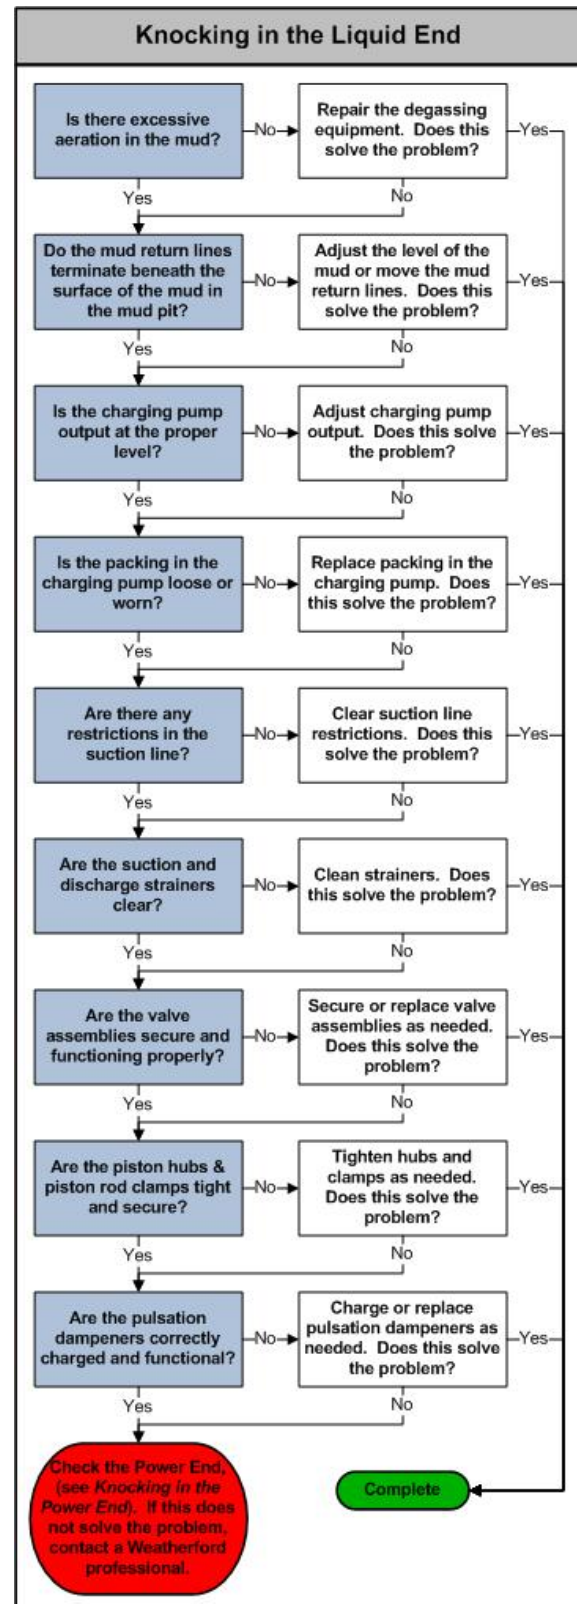 Knocking in the Liquid End
Is there excessive
aeration in the mud?
No
Repair the degassing
equipment. Does this
solve the problem?
Yes
Yes
No
Do the mud return lines
terminate beneath the
surface of the mud in
the mud pit?
No
Adjust the level of the
mud or move the mud
return lines. Does this
solve the problem?
Yes
Yes
No
Is the charging pump
output at the proper
level?
No
Adjust charging pump
output. Does this solve
the problem?
Yes
Yes
No
Is the packing in the
charging pump loose or
worn?
No
Replace packing in the
charging pump. Does
this solve the problem?
Yes
Yes
No
Are there any
restrictions in the
suction line?
No
Clear suction line
restrictions. Does this
solve the problem?
Yes
Yes
No
Are the suction and
discharge strainers
clear?
No
Clean strainers. Does
this solve the problem?
Yes
Yes
No
Are the valve
assemblies secure and
functioning properly?
No
Secure or replace valve
assemblies as needed.
Does this solve the
problem?
Yes
Yes
No
Are the piston hubs &
piston rod clamps tight
and secure?
No
Tighten hubs and
clamps as needed.
Does this solve the
problem?
Yes
Yes
No
Are the pulsation
dampeners correctly
charged and functional?
No
Charge or replace
pulsation dampeners as
needed. Does this solve
the problem?
Yes
Yes
No
Check the Power End,
(see Knocking in the
Power End). If this does
not solve the problem,
contact a Weatherford
professional.
Complete